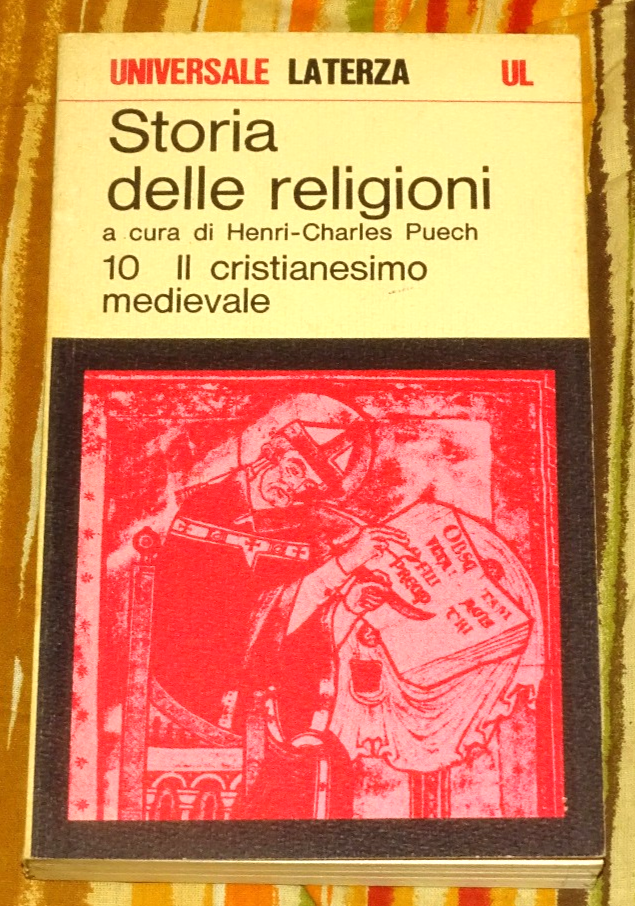 UNIVERSALE LATERZA UL
Storia
delle religioni
a cura di Henri-Charles Puech
10 Il cristianesimo
medievale